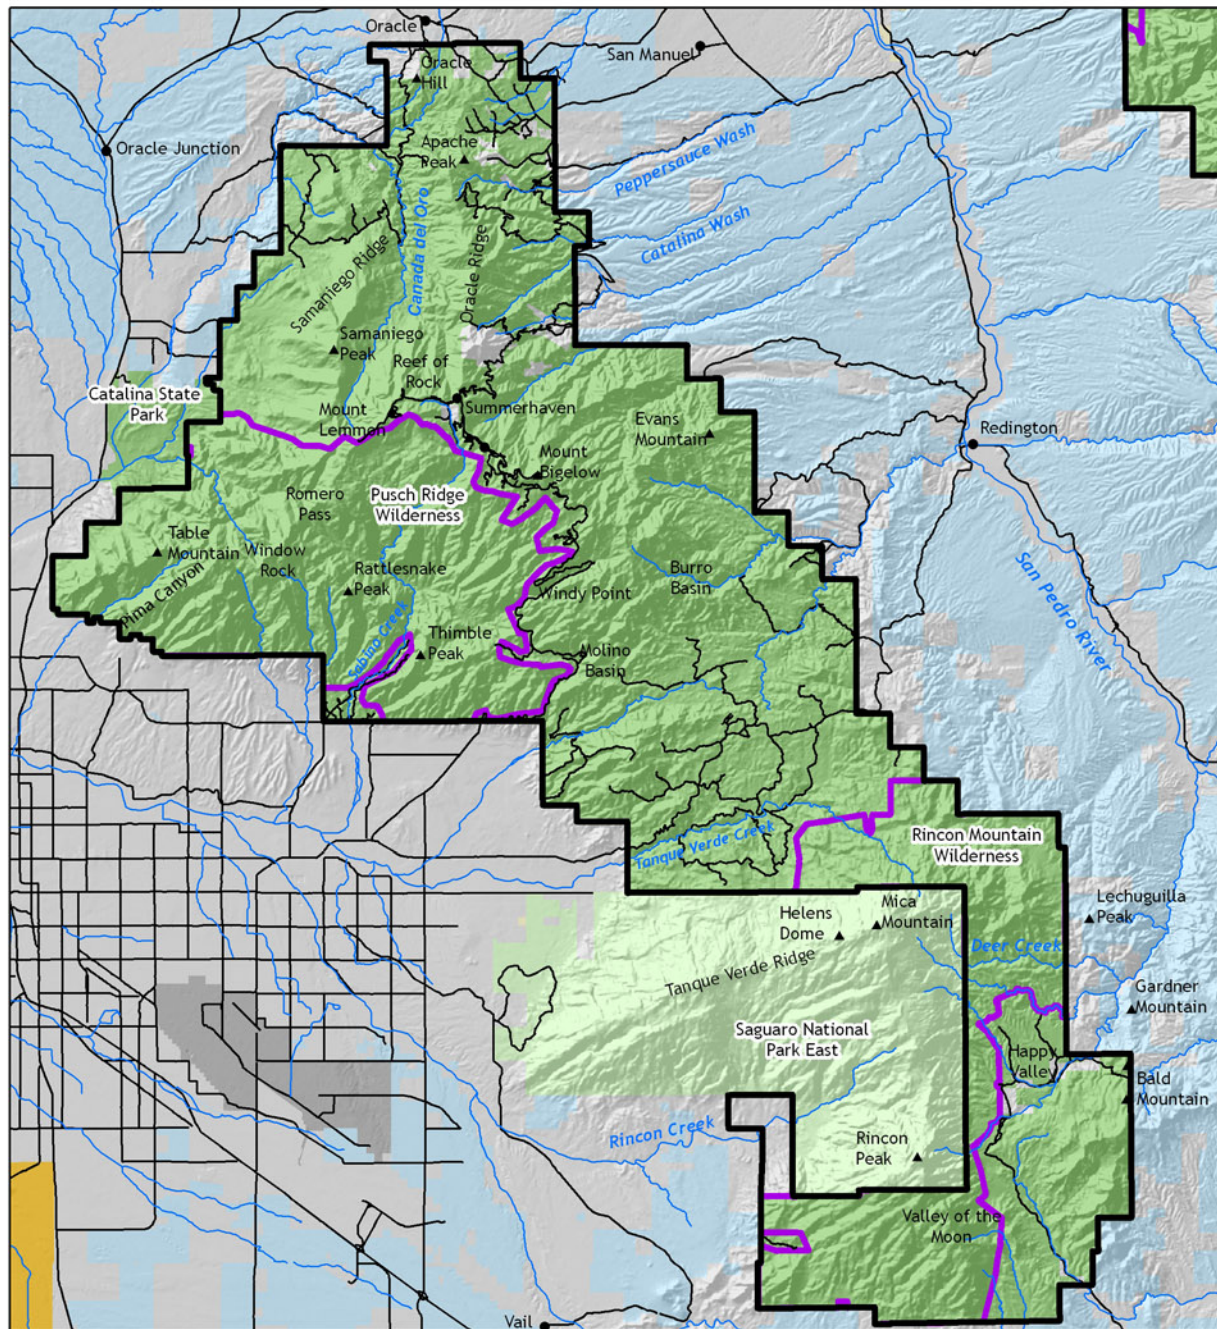 Oracle
San Manuel
Oracle
Hill
Oracle Junction
Apache
Peak
Peppersauce Wash
Catalina Wash
Canada del Oro
Oracle Ridge
Samaniego Ridge
Samaniego
Peak
Reef of
Rock
Catalina State
Park
Mount
Lemmon
Summerhaven
Evans
Mountain
Redington
Mount
Bigelow
Romero
Pass
Pusch Ridge
Wilderness
Table
Mountain
Window
Rock
Pima Canyon
Rattlesnake
Peak
Burro
Basin
Windy Point
San Pedro River
Sabino Creek
Thimble
Peak
Molino
Basin
Tanque Verde Creek
Rincon Mountain
Wilderness
Helens
Dome
Mica
Mountain
Lechuguilla
Peak
Deer Creek
Tanque Verde Ridge
Gardner
Mountain
Saguaro National
Park East
Happy
Valley
Bald
Mountain
Rincon Creek
Rincon
Peak
Valley of the
Moon
Vail